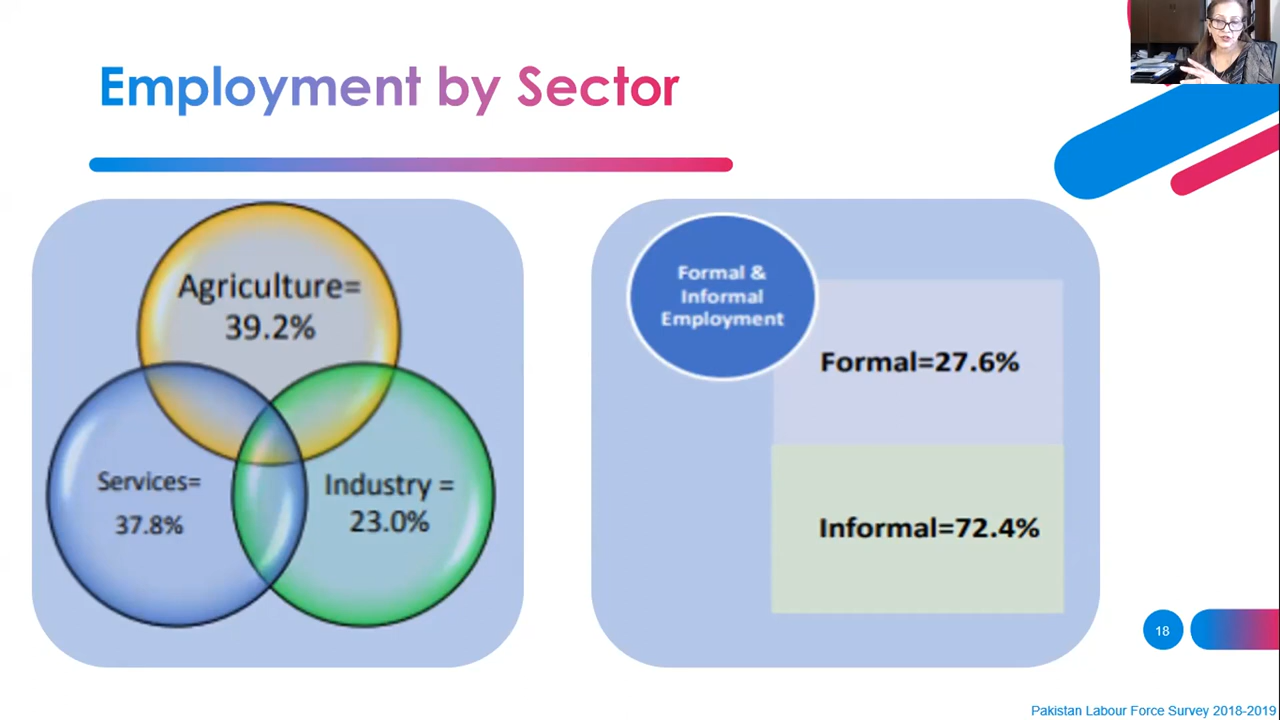 Employment by Sector
Agriculture=
39.2%
Services=
37.8%
Industry =
23.0%
Formal &
Informal
Employment
Formal=27.6%
Informal=72.4%
18
Pakistan Labour Force Survey 2018-2019